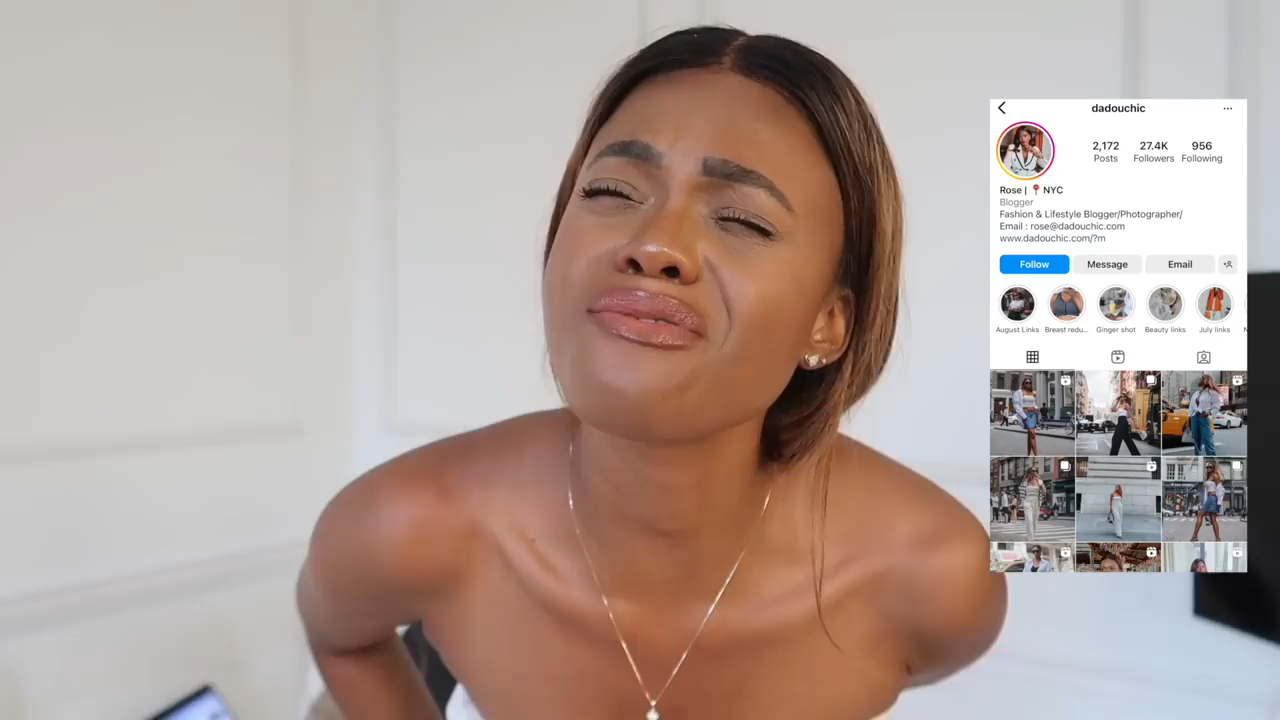 dadouchic
2,172 27.4K 956
Posts Followers Following
Rose | 📍 NYC
Blogger
Fashion & Lifestyle Blogger/Photographer/
Email : rose@dadouchic.com
www.dadouchic.com/?m
Follow Message Email
August Links Breast redu... Ginger shot Beauty links July links